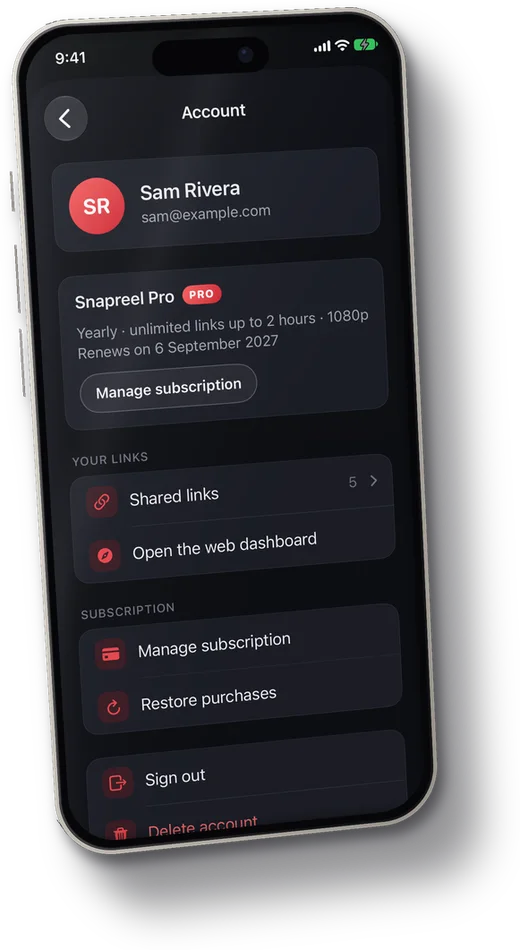 9:41
Account
SR
Sam Rivera
sam@example.com
Snapreel Pro PRO
Yearly · unlimited links up to 2 hours · 1080p
Renews on 6 September 2027
Manage subscription
YOUR LINKS
Shared links 5
Open the web dashboard
SUBSCRIPTION
Manage subscription
Restore purchases
Sign out
Delete account